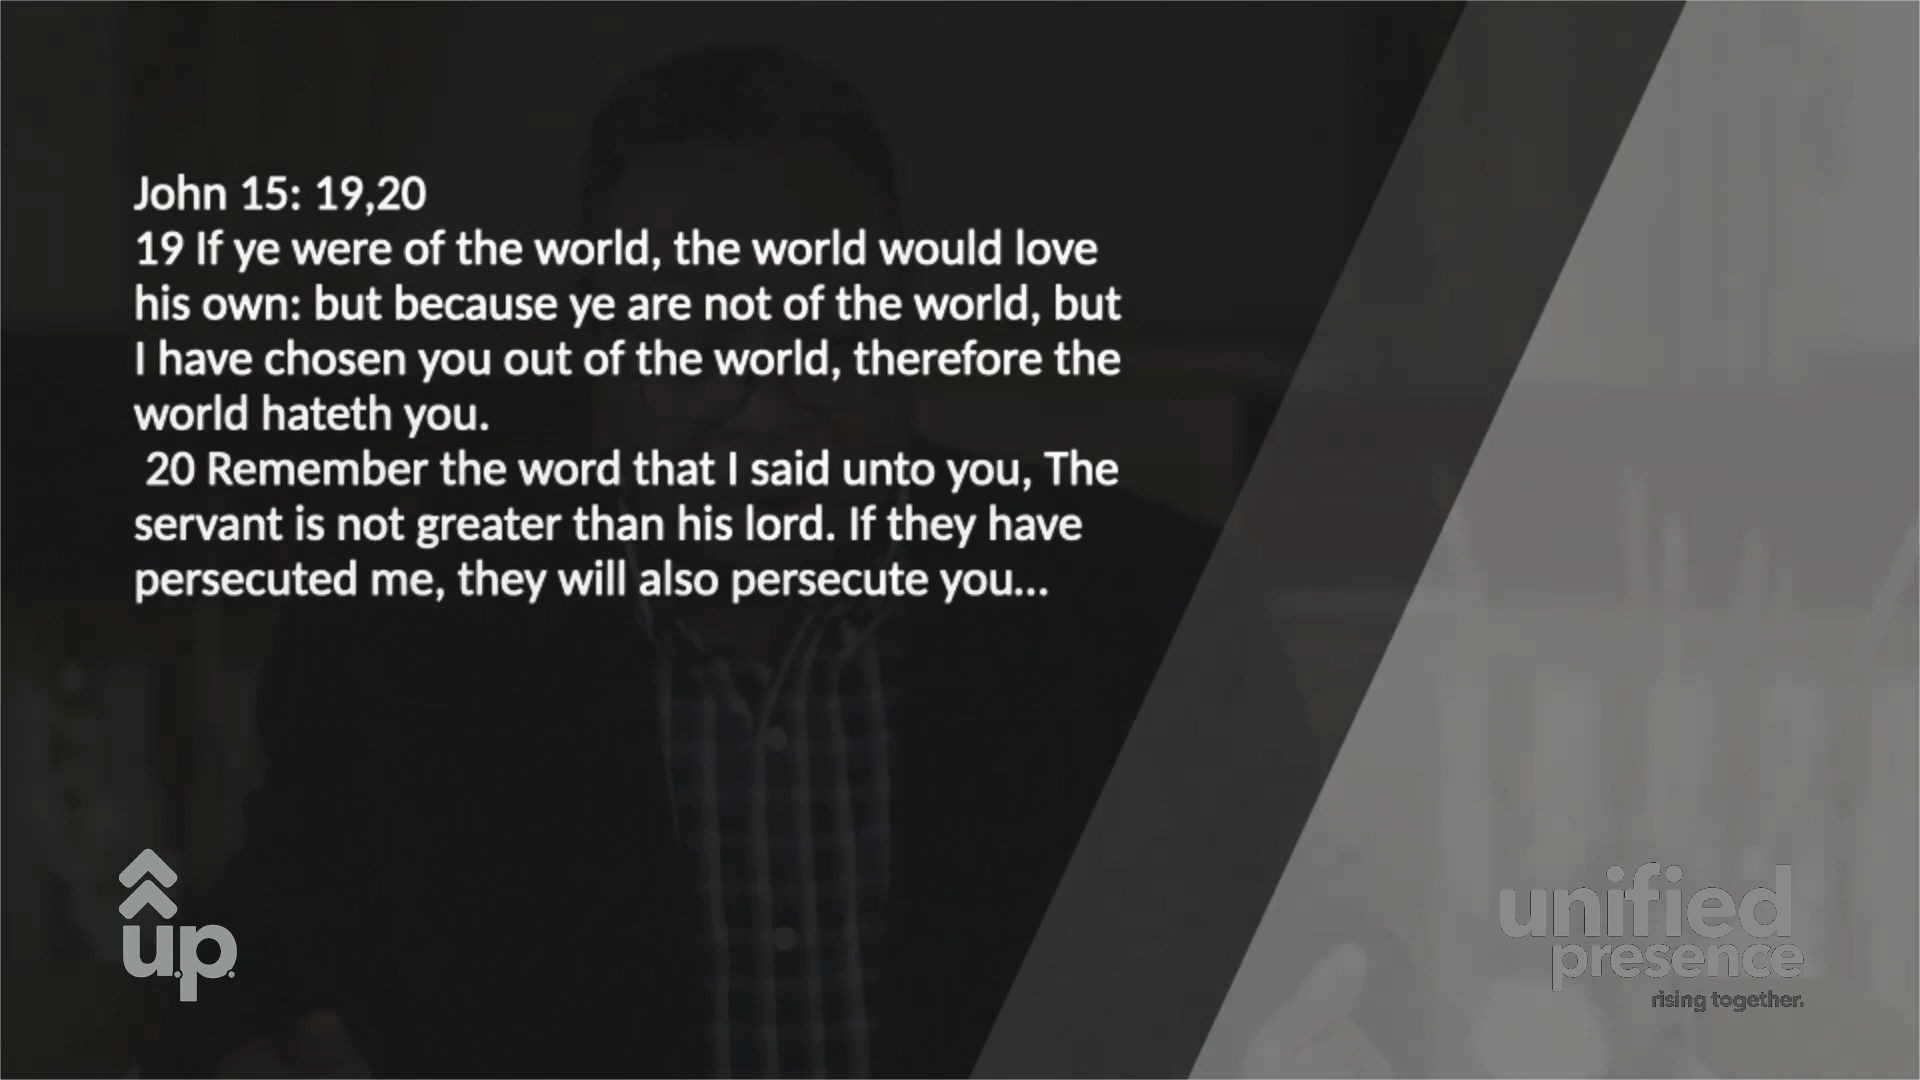 John 15: 19,20
19 If ye were of the world, the world would love
his own: but because ye are not of the world, but
I have chosen you out of the world, therefore the
world hateth you.
20 Remember the word that I said unto you, The
servant is not greater than his lord. If they have
persecuted me, they will also persecute you...
u.p.
unified
presence
rising together.